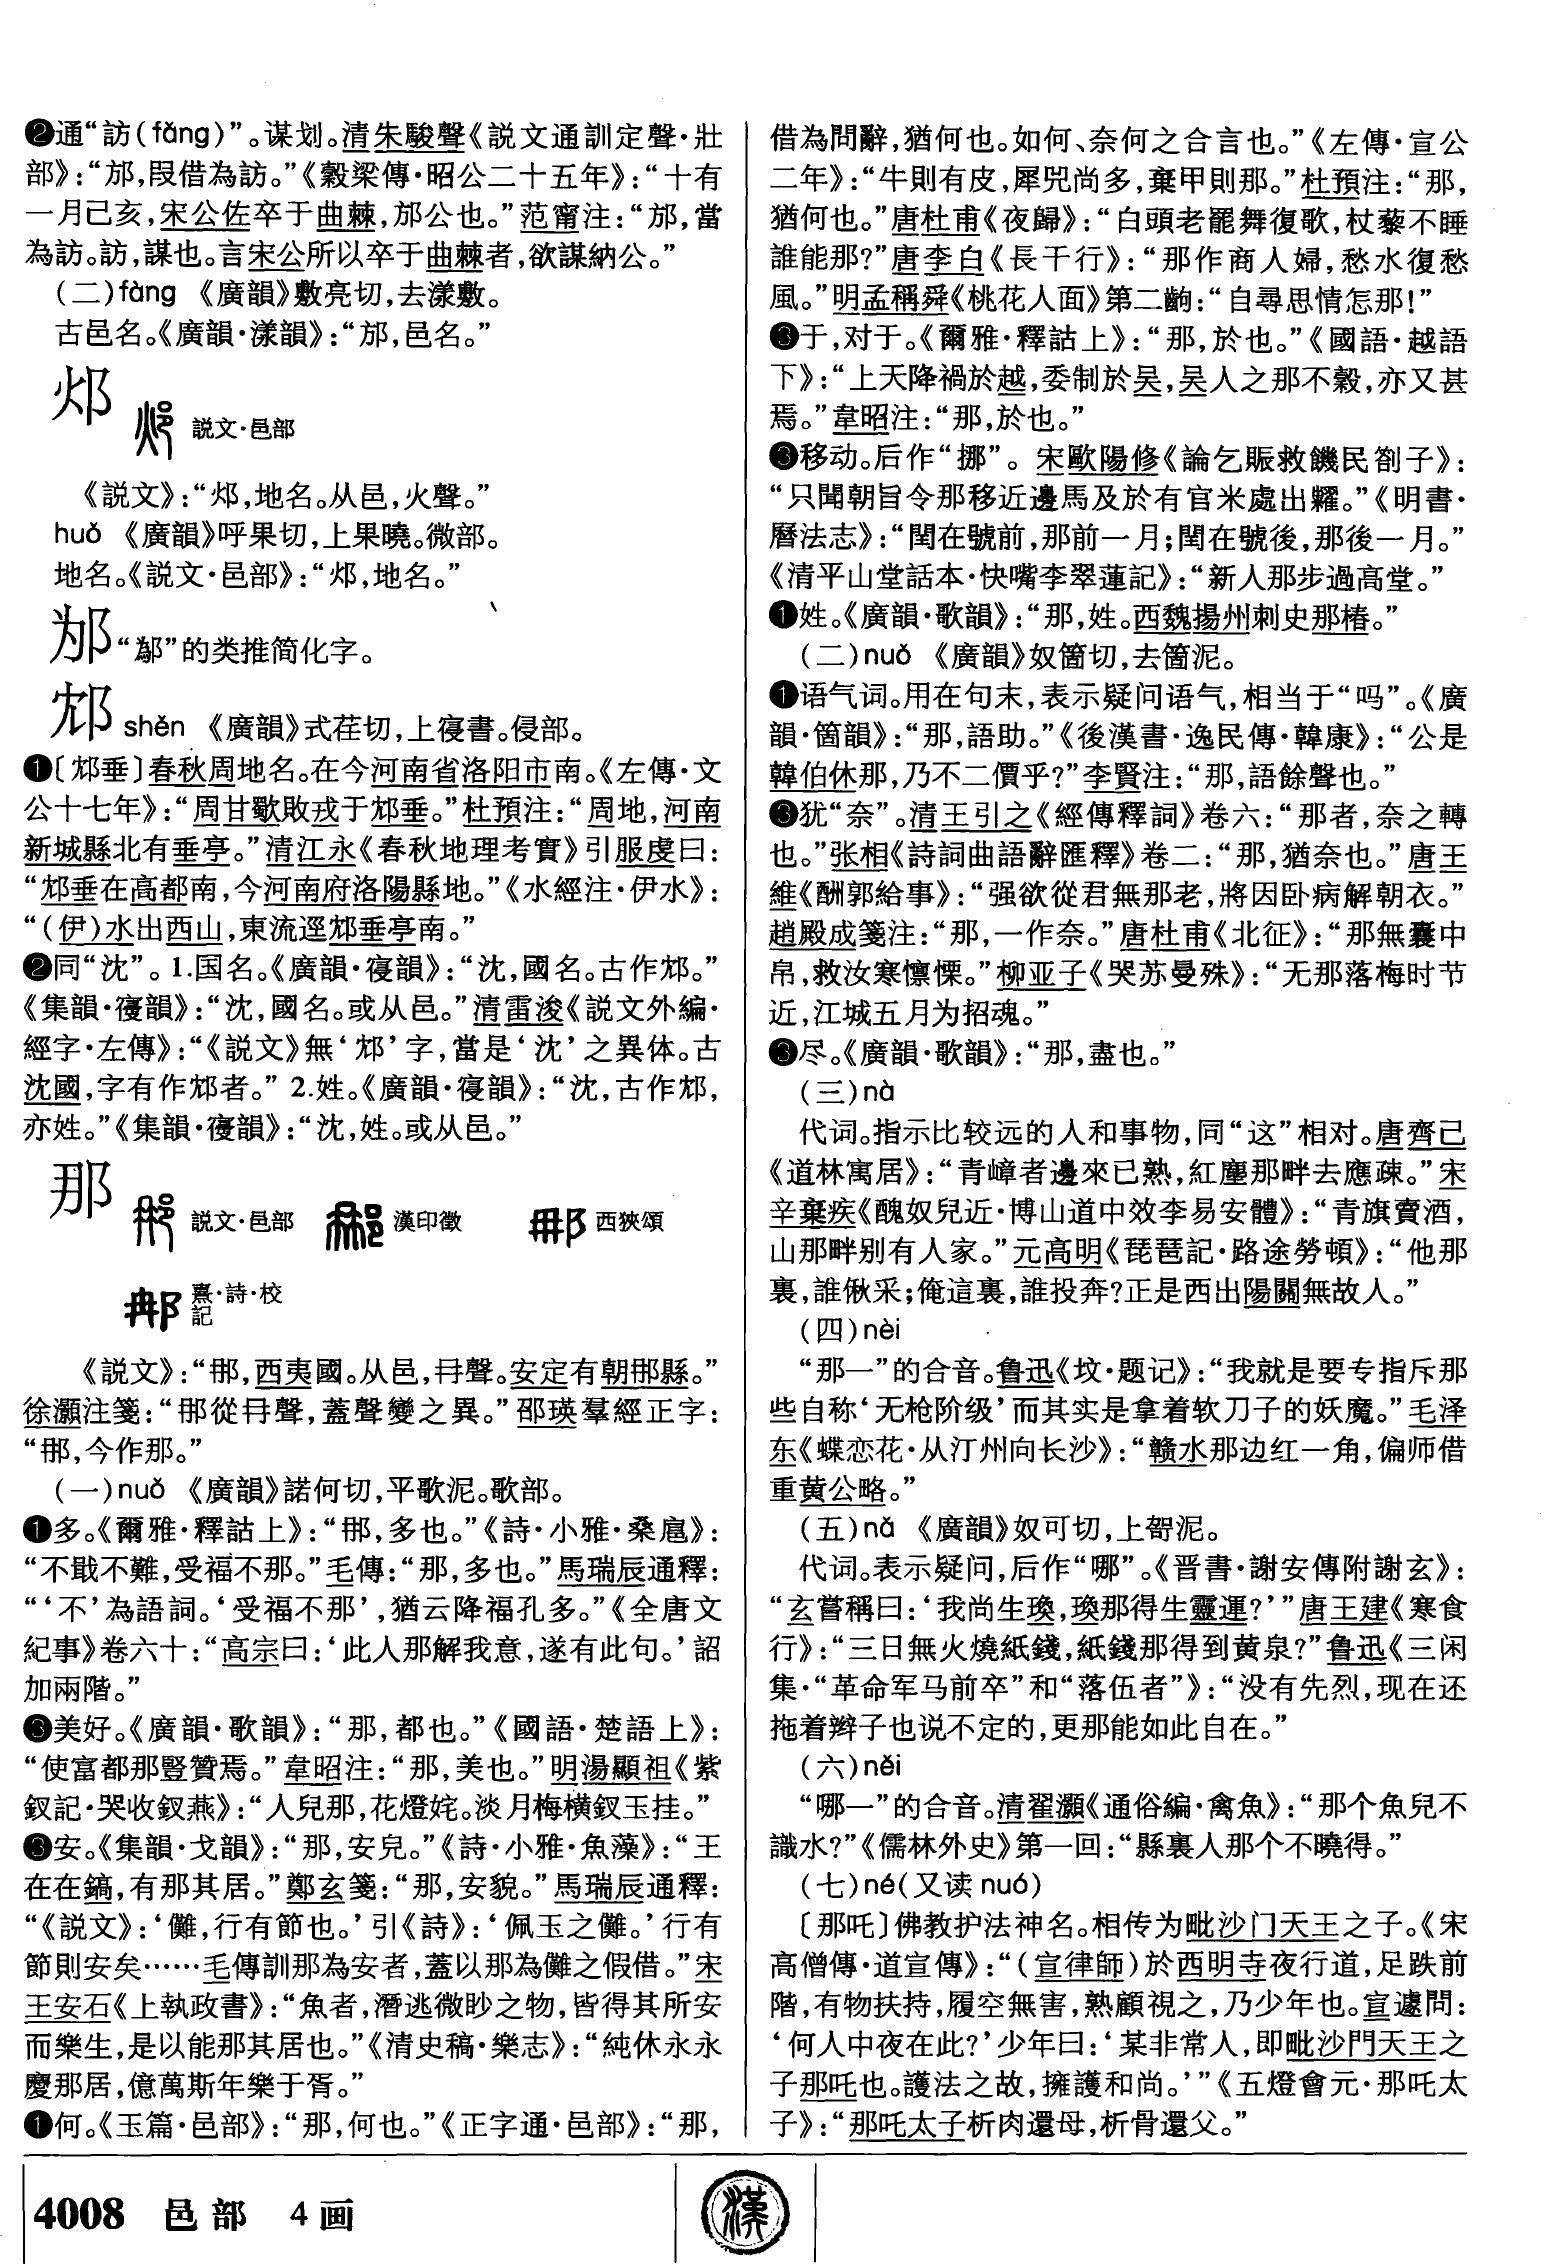 ❷通“訪(fǎng)”。谋划。清朱駿聲《説文通訓定聲·壯
部》：“邡，叚借為訪。”《穀梁傳·昭公二十五年》：“十有
一月己亥，宋公佐卒于曲棘，邡公也。”范甯注：“邡，當
為訪。訪，謀也。言宋公所以卒于曲棘者，欲謀納公。”
(二)fàng 《廣韻》敷亮切，去漾敷。
古邑名。《廣韻·漾韻》：“邡，邑名。”
邩 説文·邑部
《説文》：“邩，地名。从邑，火聲。”
huǒ 《廣韻》呼果切，上果曉。微部。
地名。《説文·邑部》：“邩，地名。”
“鄬”的类推简化字。
邥 shěn 《廣韻》式荏切，上寑書。侵部。
❶〔邥垂〕春秋周地名。在今河南省洛阳市南。《左傳·文
公十七年》：“周甘歜敗戎于邥垂。”杜預注：“周地，河南
新城縣北有垂亭。”清江永《春秋地理考實》引服虔曰：
“邥垂在高都南，今河南府洛陽縣地。”《水經注·伊水》：
“(伊)水出西山，東流逕邥垂亭南。”
❷同“沈”。1.国名。《廣韻·寑韻》：“沈，國名。古作邥。”
《集韻·寑韻》：“沈，國名。或从邑。”清雷浚《説文外編·
經字·左傳》：“《説文》無‘邥’字，當是‘沈’之異体。古
沈國，字有作邥者。” 2.姓。《廣韻·寑韻》：“沈，古作邥，
亦姓。”《集韻·寑韻》：“沈，姓。或从邑。”
那 説文·邑部 漢印徵 西狹頌
熹·詩·校
記
《説文》：“𨙻，西夷國。从邑，冄聲。安定有朝𨙻縣。”
徐灝注箋：“𨙻從冄聲，蓋聲變之異。”邵瑛羣經正字：
“𨙻，今作那。”
(一)nuǒ 《廣韻》諾何切，平歌泥。歌部。
❶多。《爾雅·釋詁上》：“𨙻，多也。”《詩·小雅·桑扈》：
“不戢不難，受福不那。”毛傳：“那，多也。”馬瑞辰通釋：
“‘不’為語詞。‘受福不那’，猶云降福孔多。”《全唐文
紀事》卷六十：“高宗曰：‘此人那解我意，遂有此句。’詔
加兩階。”
❸美好。《廣韻·歌韻》：“那，都也。”《國語·楚語上》：
“使富都那豎贊焉。”韋昭注：“那，美也。”明湯顯祖《紫
釵記·哭收釵燕》：“人兒那，花燈姹。淡月梅横釵玉挂。”
❸安。《集韻·戈韻》：“那，安皃。”《詩·小雅·魚藻》：“王
在在鎬，有那其居。”鄭玄箋：“那，安貌。”馬瑞辰通釋：
“《説文》：‘儺，行有節也。’引《詩》：‘佩玉之儺。’行有
節則安矣……毛傳訓那為安者，蓋以那為儺之假借。”宋
王安石《上執政書》：“魚者，潛逃微眇之物，皆得其所安
而樂生，是以能那其居也。”《清史稿·樂志》：“純休永永
慶那居，億萬斯年樂于胥。”
❶何。《玉篇·邑部》：“那，何也。”《正字通·邑部》：“那，
借為問辭，猶何也。如何、奈何之合言也。”《左傳·宣公
二年》：“牛則有皮，犀兕尚多，棄甲則那。”杜預注：“那，
猶何也。”唐杜甫《夜歸》：“白頭老罷舞復歌，杖藜不睡
誰能那？”唐李白《長干行》：“那作商人婦，愁水復愁
風。”明孟稱舜《桃花人面》第二齣：“自尋思情怎那！”
❸于，对于。《爾雅·釋詁上》：“那，於也。”《國語·越語
下》：“上天降禍於越，委制於吴，吴人之那不穀，亦又甚
焉。”韋昭注：“那，於也。”
❸移动。后作“挪”。宋歐陽修《論乞賑救饑民劄子》：
“只聞朝旨令那移近邊馬及於有官米處出糶。”《明書·
曆法志》：“閏在號前，那前一月；閏在號後，那後一月。”
《清平山堂話本·快嘴李翠蓮記》：“新人那步過高堂。”
❶姓。《廣韻·歌韻》：“那，姓。西魏揚州刺史那椿。”
(二)nuǒ 《廣韻》奴箇切，去箇泥。
❶语气词。用在句末，表示疑问语气，相当于“吗”。《廣
韻·箇韻》：“那，語助。”《後漢書·逸民傳·韓康》：“公是
韓伯休那，乃不二價乎？”李賢注：“那，語餘聲也。”
❸犹“奈”。清王引之《經傳釋詞》卷六：“那者，奈之轉
也。”张相《詩詞曲語辭匯釋》卷二：“那，猶奈也。”唐王
維《酬郭給事》：“强欲從君無那老，將因卧病解朝衣。”
趙殿成箋注：“那，一作奈。”唐杜甫《北征》：“那無囊中
帛，救汝寒懍慄。”柳亚子《哭苏曼殊》：“无那落梅时节
近，江城五月为招魂。”
❸尽。《廣韻·歌韻》：“那，盡也。”
(三)nà
代词。指示比较远的人和事物，同“这”相对。唐齊己
《道林寓居》：“青嶂者邊來已熟，紅塵那畔去應疎。”宋
辛棄疾《醜奴兒近·博山道中效李易安體》：“青旗賣酒，
山那畔别有人家。”元高明《琵琶記·路途勞頓》：“他那
裏，誰偢采；俺這裏，誰投奔？正是西出陽關無故人。”
(四)nèi
“那一”的合音。鲁迅《坟·题记》：“我就是要专指斥那
些自称‘无枪阶级’而其实是拿着软刀子的妖魔。”毛泽
东《蝶恋花·从汀州向长沙》：“赣水那边红一角，偏师借
重黄公略。”
(五)nǎ 《廣韻》奴可切，上哿泥。
代词。表示疑问，后作“哪”。《晋書·謝安傳附謝玄》：
“玄嘗稱曰：‘我尚生瑍，瑍那得生靈運？’”唐王建《寒食
行》：“三日無火燒紙錢，紙錢那得到黄泉？”鲁迅《三闲
集·“革命军马前卒”和“落伍者”》：“没有先烈，现在还
拖着辫子也说不定的，更那能如此自在。”
(六)něi
“哪一”的合音。清翟灝《通俗編·禽魚》：“那个魚兒不
識水？”《儒林外史》第一回：“縣裏人那个不曉得。”
(七)né(又读nuó)
〔那吒〕佛教护法神名。相传为毗沙门天王之子。《宋
高僧傳·道宣傳》：“(宣律師)於西明寺夜行道，足跌前
階，有物扶持，履空無害，熟顧視之，乃少年也。宣遽問：
‘何人中夜在此？’少年曰：‘某非常人，即毗沙門天王之
子那吒也。護法之故，擁護和尚。’”《五燈會元·那吒太
子》：“那吒太子析肉還母，析骨還父。”
4008 邑部 4画
漢